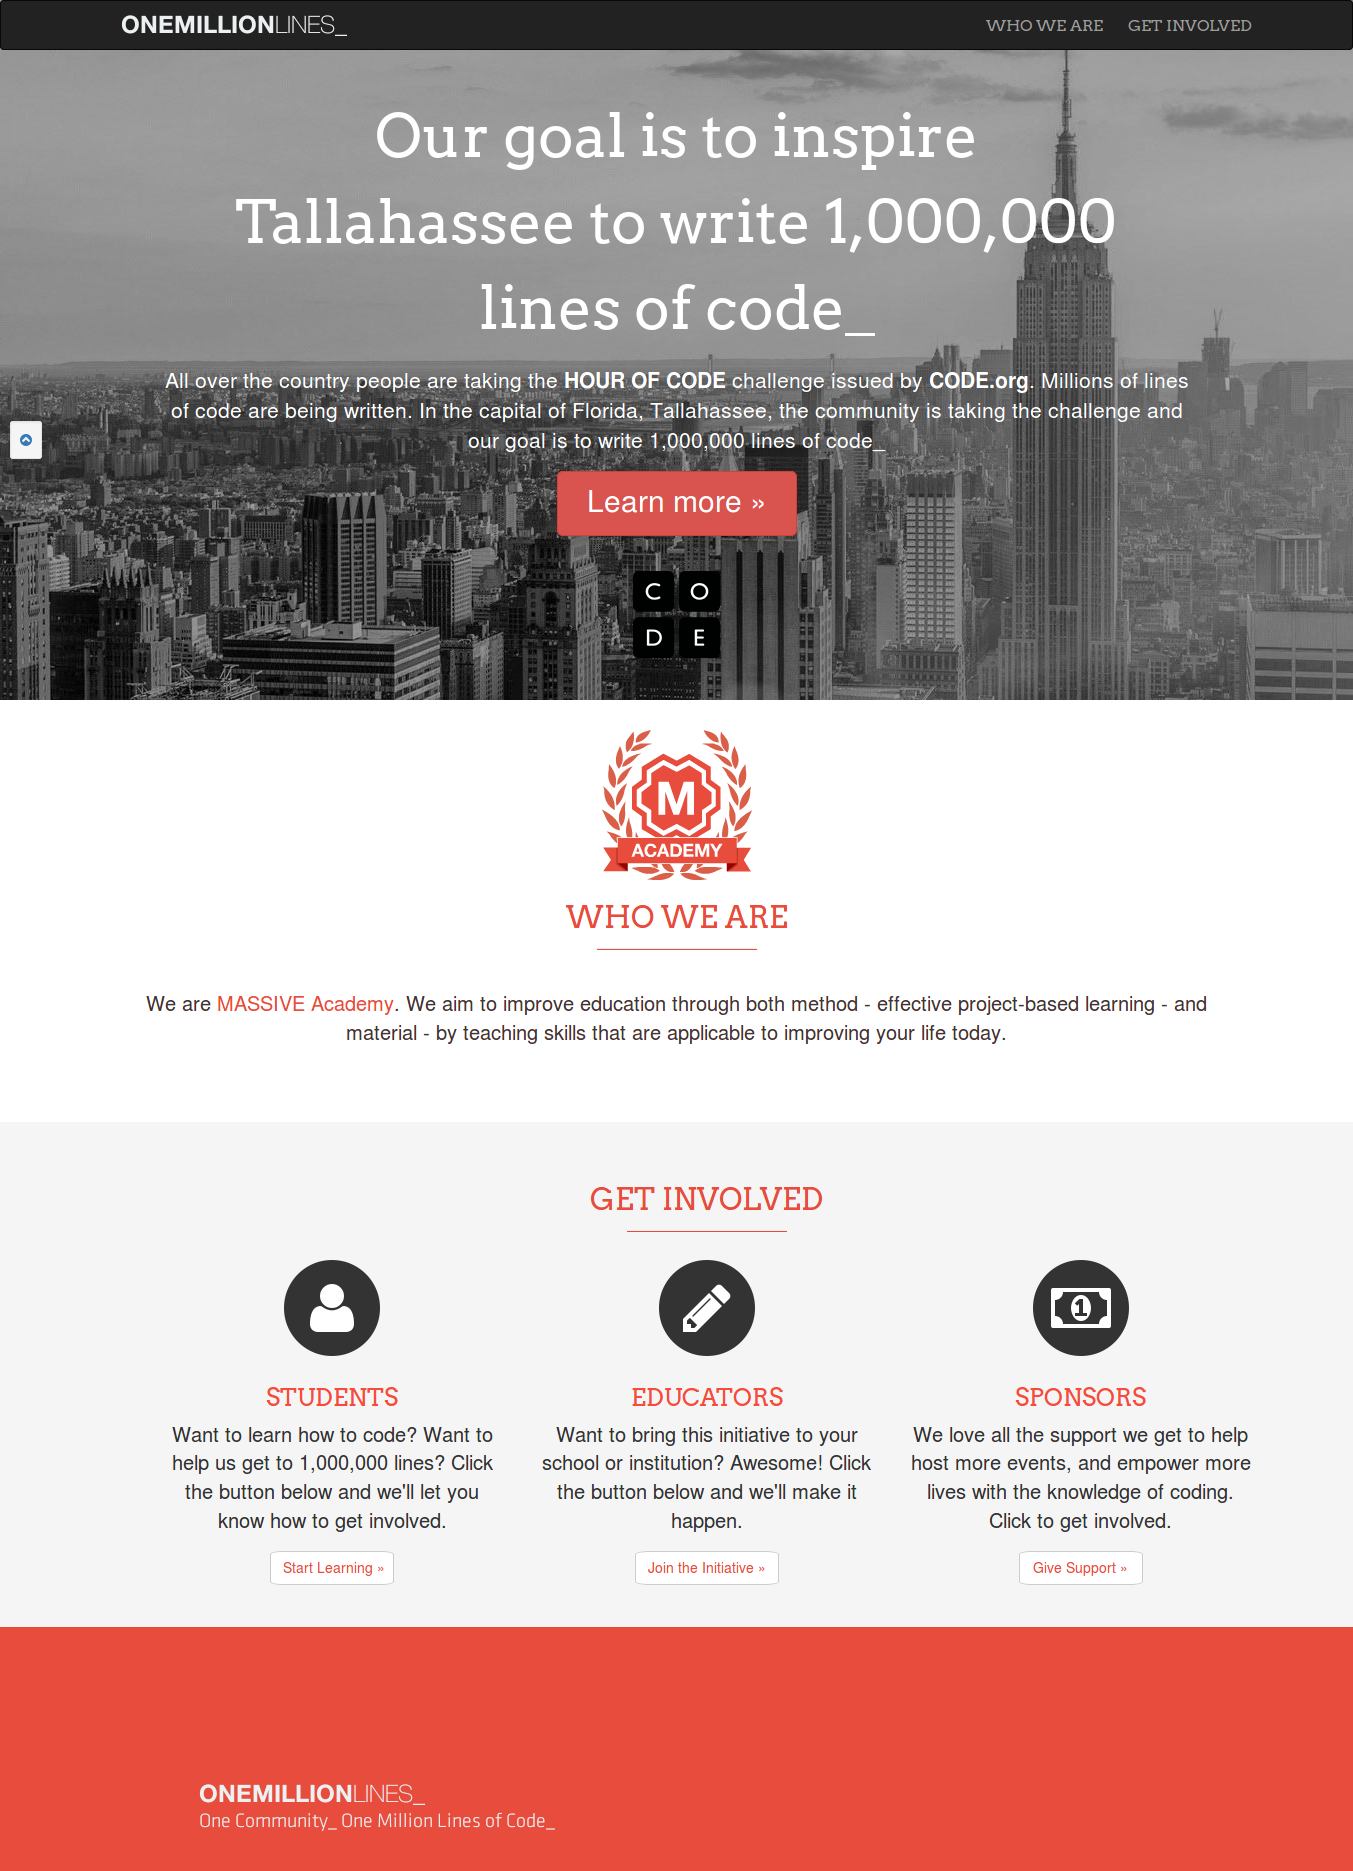 ONEMILLIONLINES_
WHO WE ARE
GET INVOLVED
Our goal is to inspire
Tallahassee to write 1,000,000
lines of code_
All over the country people are taking the HOUR OF CODE challenge issued by CODE.org. Millions of lines
of code are being written. In the capital of Florida, Tallahassee, the community is taking the challenge and
our goal is to write 1,000,000 lines of code_
Learn more »
C O
D E
M
ACADEMY
WHO WE ARE
We are MASSIVE Academy. We aim to improve education through both method - effective project-based learning - and
material - by teaching skills that are applicable to improving your life today.
GET INVOLVED
1
STUDENTS
Want to learn how to code? Want to
help us get to 1,000,000 lines? Click
the button below and we'll let you
know how to get involved.
Start Learning »
EDUCATORS
Want to bring this initiative to your
school or institution? Awesome! Click
the button below and we'll make it
happen.
Join the Initiative »
SPONSORS
We love all the support we get to help
host more events, and empower more
lives with the knowledge of coding.
Click to get involved.
Give Support »
ONEMILLIONLINES_
One Community_ One Million Lines of Code_